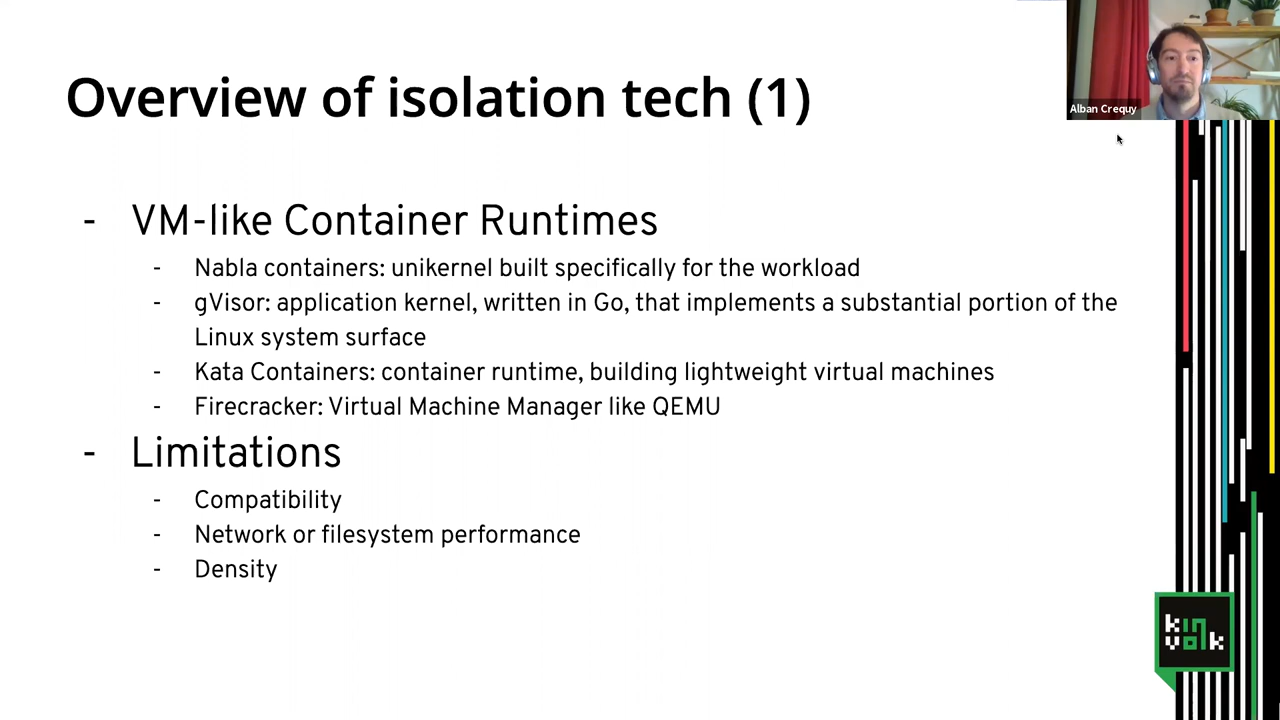 Overview of isolation tech (1)
Alban Crequy
- VM-like Container Runtimes
- Nabla containers: unikernel built specifically for the workload
- gVisor: application kernel, written in Go, that implements a substantial portion of the
Linux system surface
- Kata Containers: container runtime, building lightweight virtual machines
- Firecracker: Virtual Machine Manager like QEMU
- Limitations
- Compatibility
- Network or filesystem performance
- Density
kin
volk